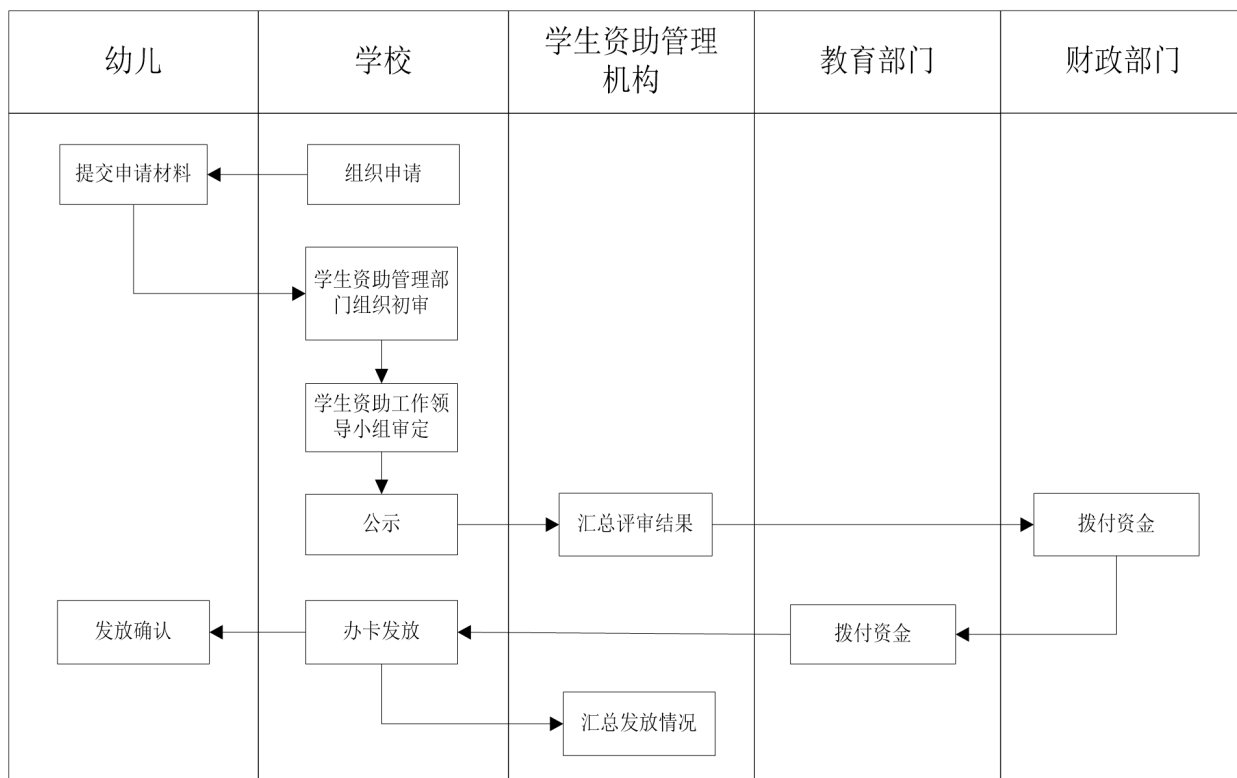 幼儿
学校
学生资助管理
机构
教育部门
财政部门
提交申请材料
组织申请
学生资助管理部
门组织初审
学生资助工作领
导小组审定
公示
汇总评审结果
拨付资金
发放确认
办卡发放
拨付资金
汇总发放情况